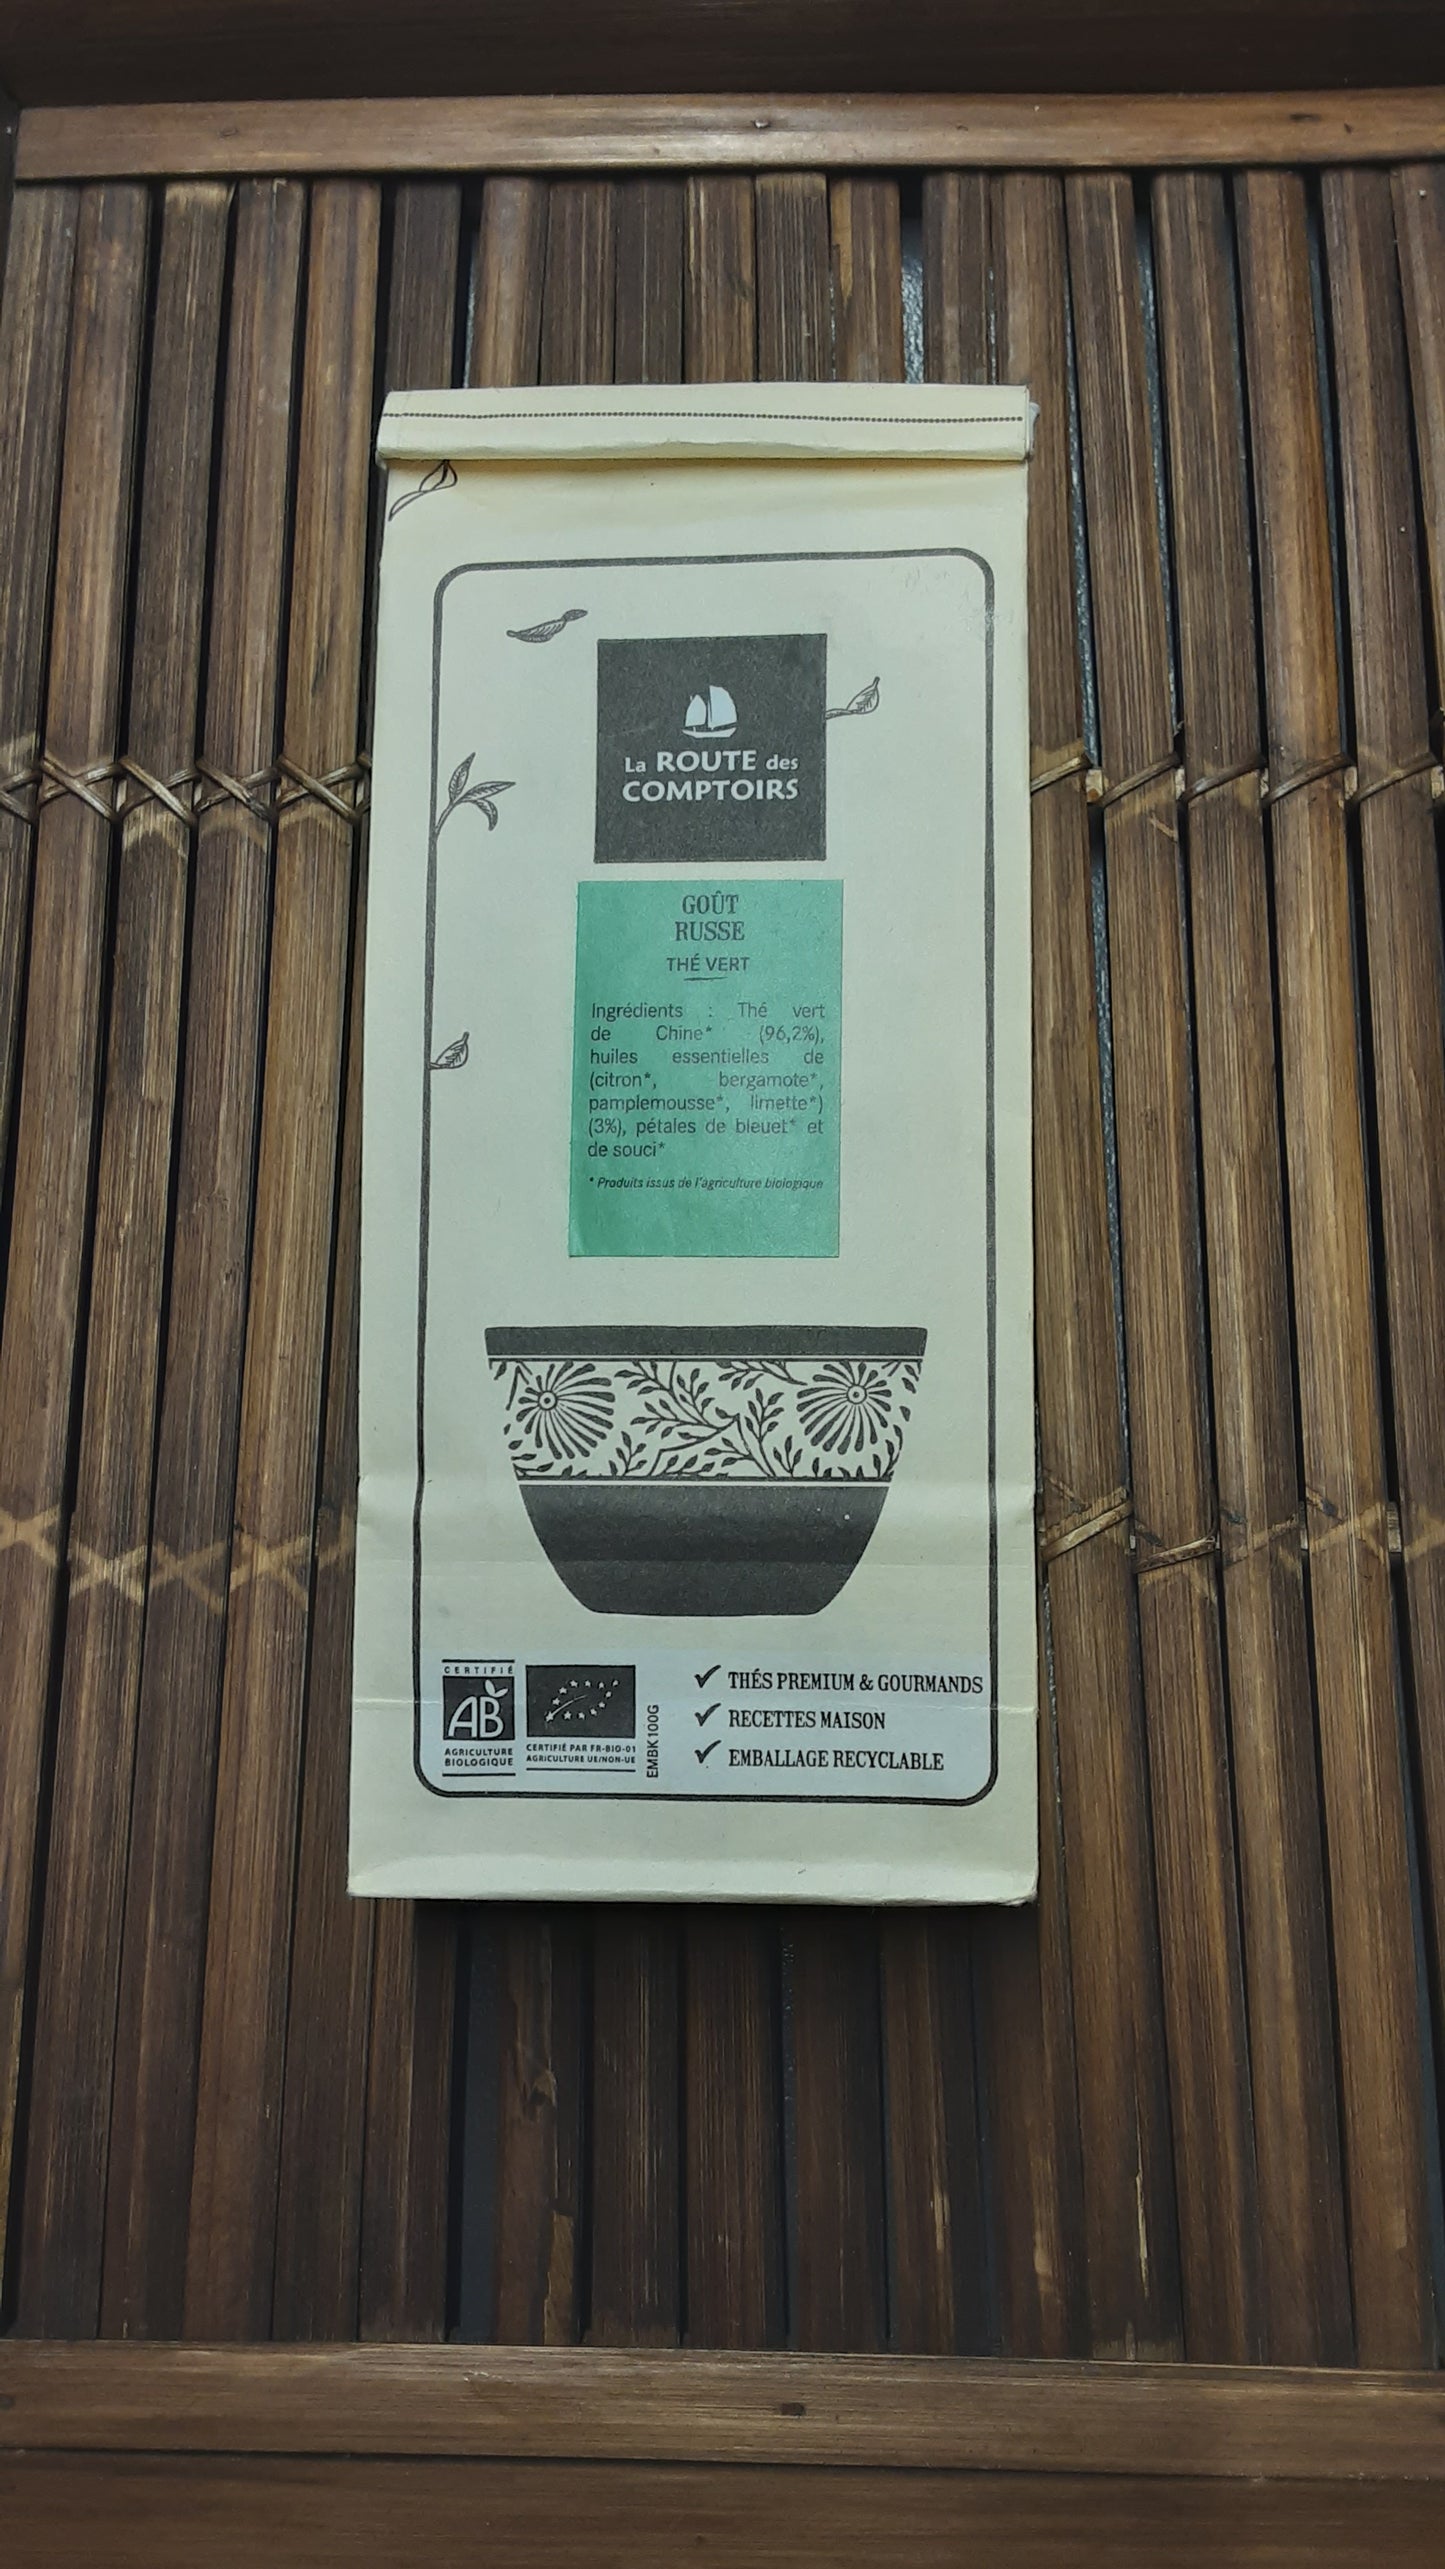 La ROUTE des
COMPTOIRS
GOÛT
RUSSE
THÉ VERT
Ingrédients : Thé vert
de Chine* (96,2%),
huiles essentielles de
(citron*, bergamote*,
pamplemousse*, limette*)
(3%), pétales de bleuet* et
de souci*
* Produits issus de l'agriculture biologique
CERTIFIÉ
AB
AGRICULTURE
BIOLOGIQUE
CERTIFIÉ PAR FR-BIO-01
AGRICULTURE UE/NON-UE
EMBK100G
THÉS PREMIUM & GOURMANDS
RECETTES MAISON
EMBALLAGE RECYCLABLE